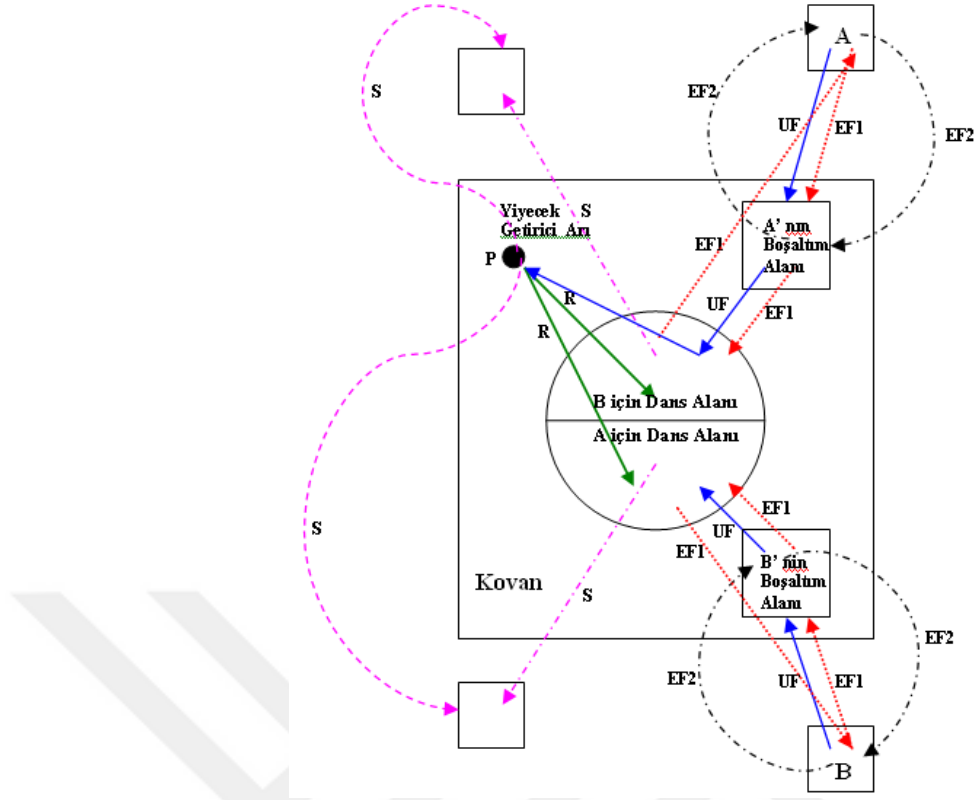 A
S
EF2
UF
EF1
EF2
Yiyecek S
Getirici Arı
P
A' nın
Boşaltım
Alanı
EF1
R
UF
EF1
R
B için Dans Alanı
A için Dans Alanı
EF1
S
UF
EF1
B' nin
Boşaltım
Alanı
Kovan
S
EF2
EF2
UF
EF1
B